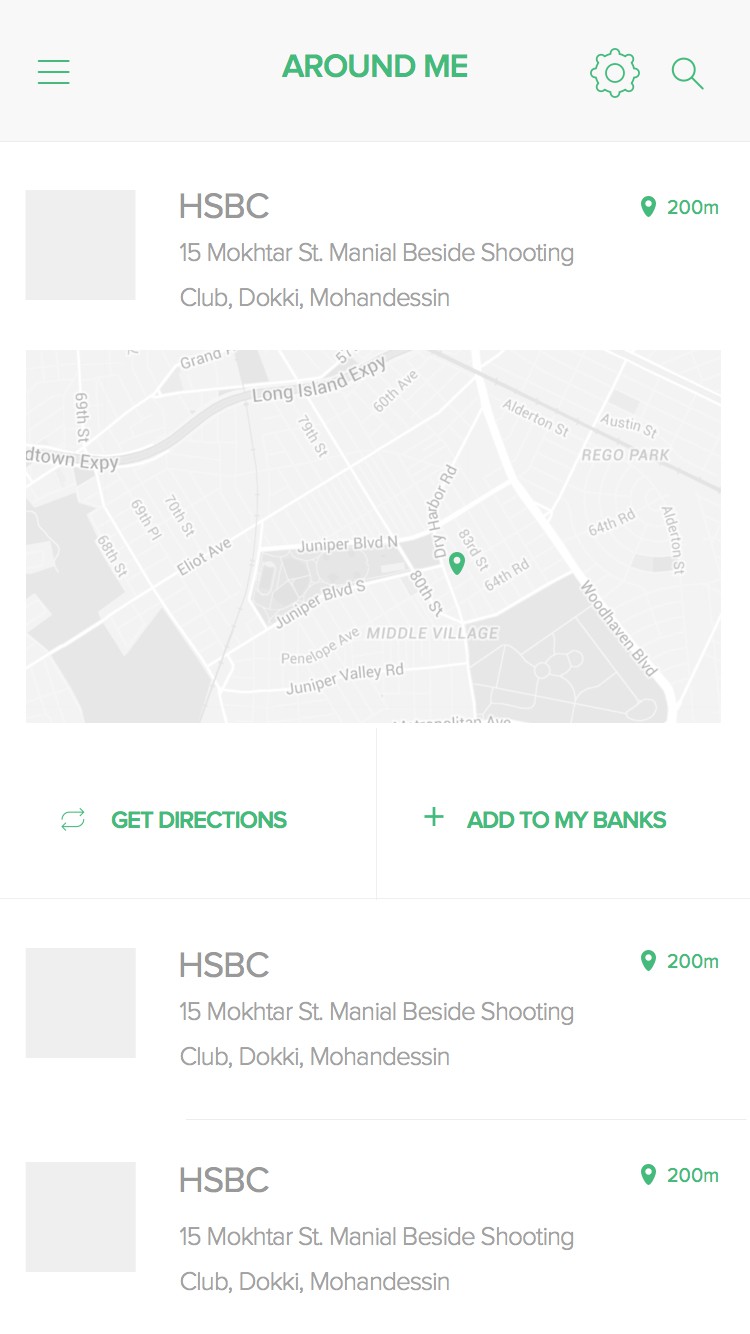 AROUND ME
HSBC
200m
15 Mokhtar St. Manial Beside Shooting
Club, Dokki, Mohandessin
Grand
57
Long Island Expy
60th Ave
69th St
79th St
Alderton St
Austin St
REGO PARK
dtown Expy
69th Pl
70th St
Dry Harbor Rd
64th Rd
Alderton St
68th St
Eliot Ave
Juniper Blvd N
83rd St
64th Rd
80th St
Juniper Blvd S
Woodhaven Blvd
Penelope Ave
MIDDLE VILLAGE
Juniper Valley Rd
Metropolitan Ave
GET DIRECTIONS
ADD TO MY BANKS
HSBC
200m
15 Mokhtar St. Manial Beside Shooting
Club, Dokki, Mohandessin
HSBC
200m
15 Mokhtar St. Manial Beside Shooting
Club, Dokki, Mohandessin